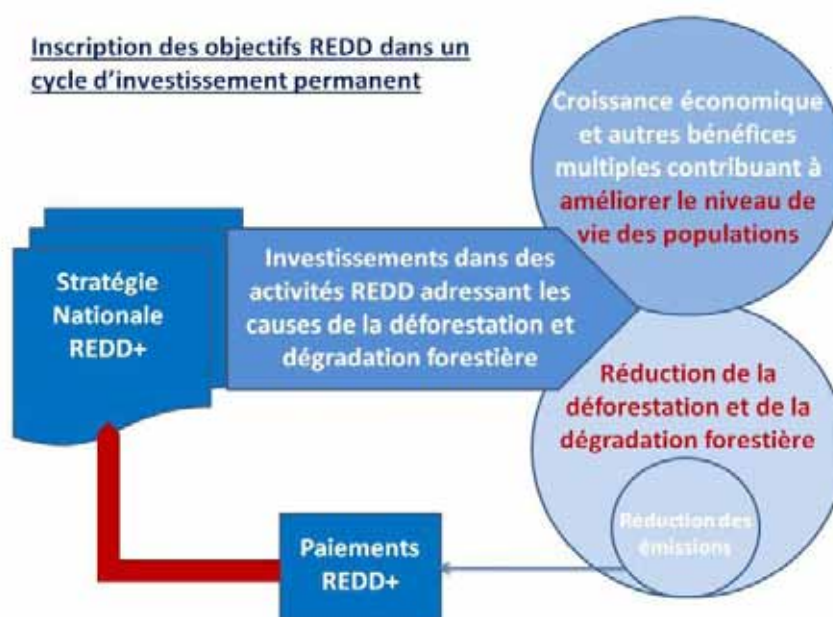 Inscription des objectifs REDD dans un
cycle d'investissement permanent
Croissance économique
et autres bénéfices
multiples contribuant à
améliorer le niveau de
vie des populations
Stratégie
Nationale
REDD+
Investissements dans des
activités REDD adressant les
causes de la déforestation et
dégradation forestière
Réduction de la
déforestation et de la
dégradation forestière
Réduction des
émissions
Paiements
REDD+